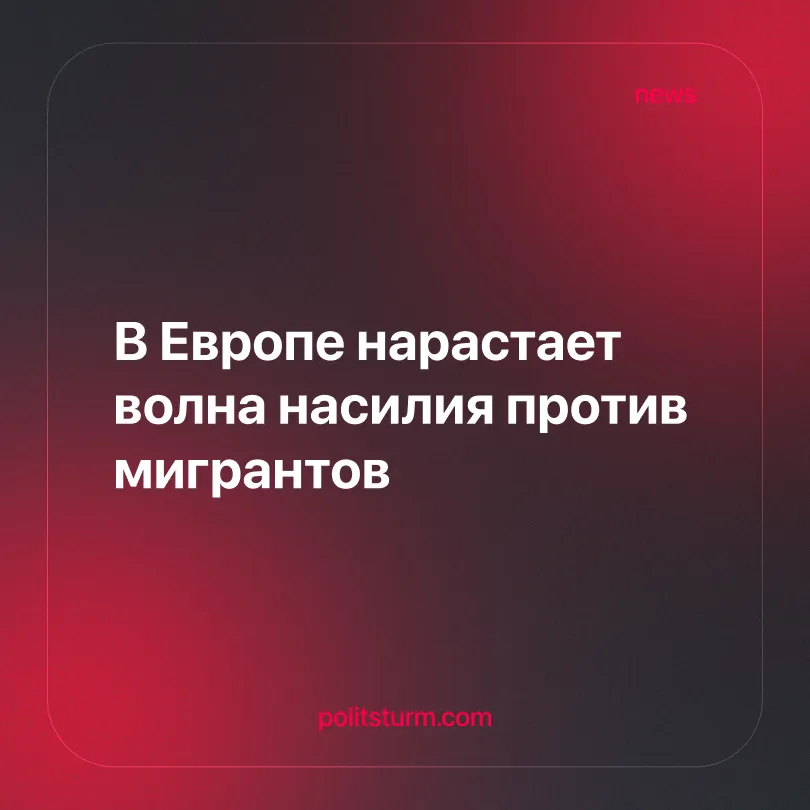 news
В Европе нарастает
волна насилия против
мигрантов
politsturm.com